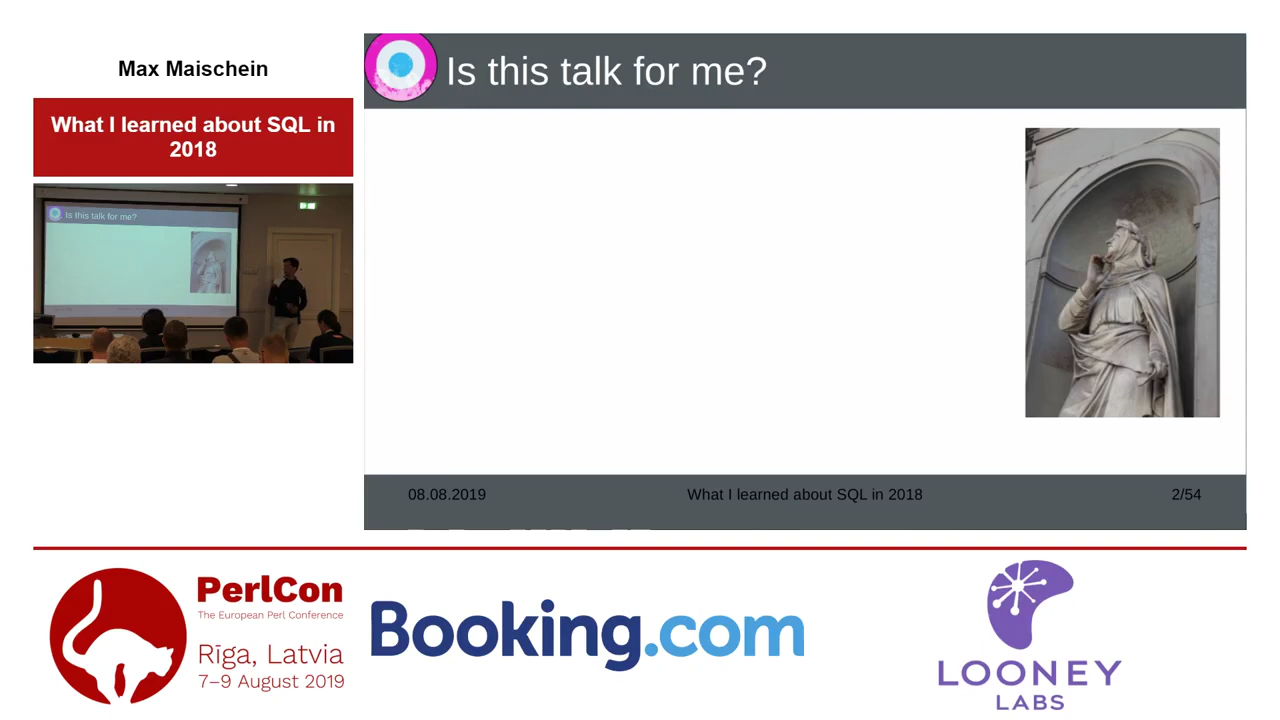 Max Maischein
What I learned about SQL in
2018
Is this talk for me?
Is this talk for me?
08.08.2019
What I learned about SQL in 2018
2/54
PerlCon
The European Perl Conference
Rīga, Latvia
7–9 August 2019
Booking.com
LOONEY
LABS